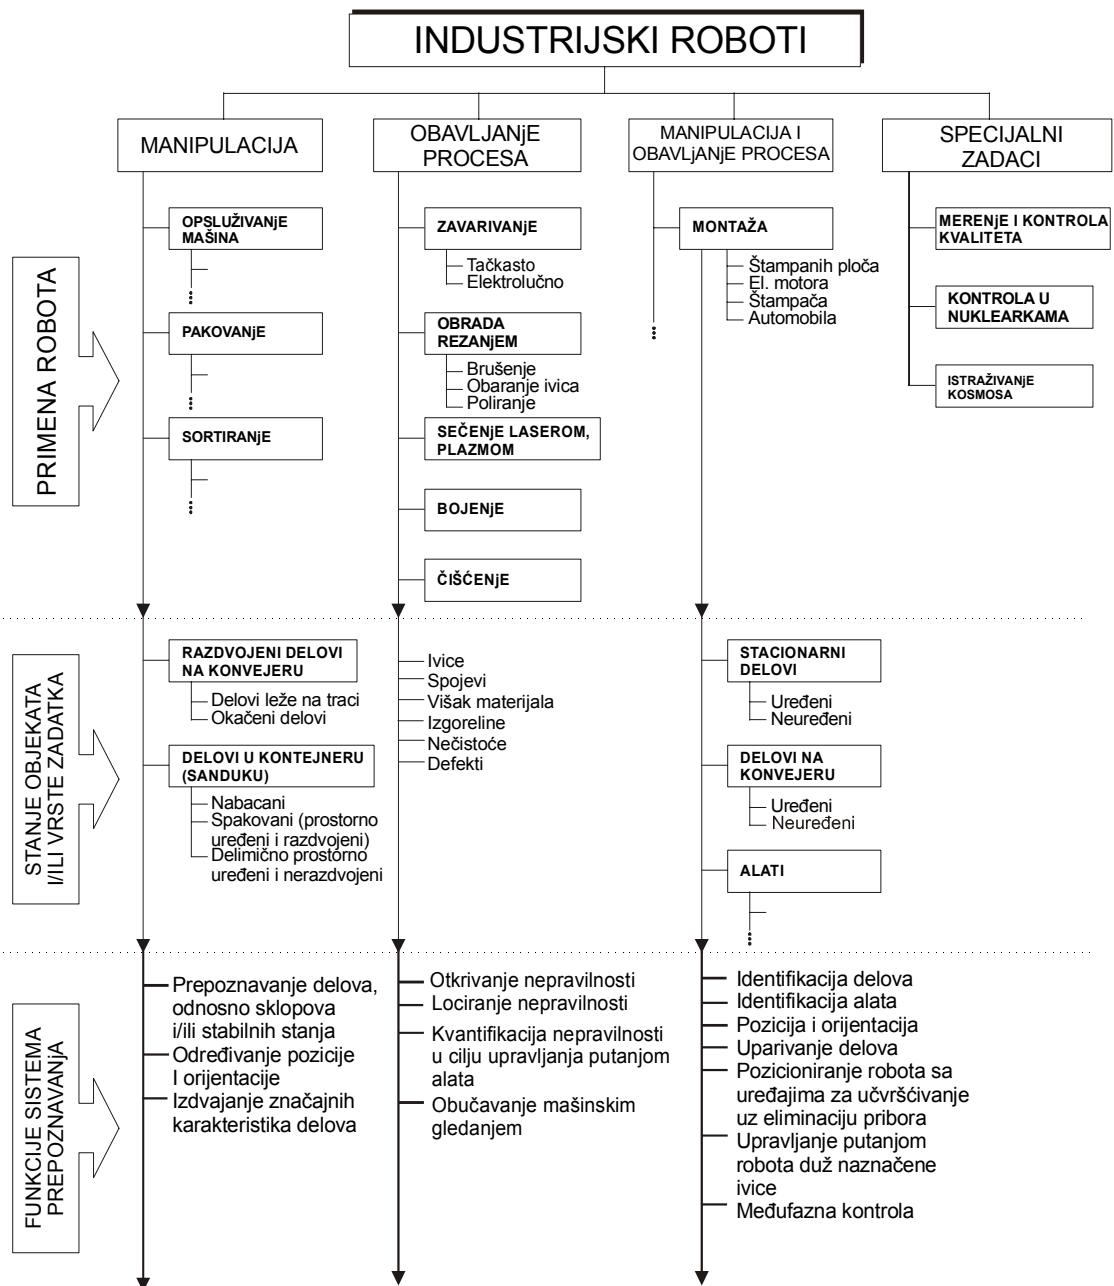 INDUSTRIJSKI ROBOTI
MANIPULACIJA
OBAVLJANjE
PROCESA
MANIPULACIJA I
OBAVLjANjE PROCESA
SPECIJALNI
ZADACI
PRIMENA ROBOTA
OPSLUŽIVANjE
MAŠINA
PAKOVANjE
SORTIRANjE
ZAVARIVANjE
Tačkasto
Elektrolučno
OBRADA
REZANjEM
Brušenje
Obaranje ivica
Poliranje
SEČENjE LASEROM,
PLAZMOM
BOJENjE
ČIŠĆENjE
MONTAŽA
Štampanih ploča
El. motora
Štampača
Automobila
MERENjE I KONTROLA
KVALITETA
KONTROLA U
NUKLEARKAMA
ISTRAŽIVANjE
KOSMOSA
STANJE OBJEKATA
I/ILI VRSTE ZADATKA
RAZDVOJENI DELOVI
NA KONVEJERU
Delovi leže na traci
Okačeni delovi
DELOVI U KONTEJNERU
(SANDUKU)
Nabacani
Spakovani (prostorno
uređeni i razdvojeni)
Delimično prostorno
uređeni i nerazdvojeni
Ivice
Spojevi
Višak materijala
Izgoreline
Nečistoće
Defekti
STACIONARNI
DELOVI
Uređeni
Neuređeni
DELOVI NA
KONVEJERU
Uređeni
Neuređeni
ALATI
FUNKCIJE SISTEMA
PREPOZNAVANjA
Prepoznavanje delova,
odnosno sklopova
i/ili stabilnih stanja
Određivanje pozicije
I orijentacije
Izdvajanje značajnih
karakteristika delova
Otkrivanje nepravilnosti
Lociranje nepravilnosti
Kvantifikacija nepravilnosti
u cilju upravljanja putanjom
alata
Obučavanje mašinskim
gledanjem
Identifikacija delova
Identifikacija alata
Pozicija i orijentacija
Uparivanje delova
Pozicioniranje robota sa
uređajima za učvršćivanje
uz eliminaciju pribora
Upravljanje putanjom
robota duž naznačene
ivice
Međufazna kontrola